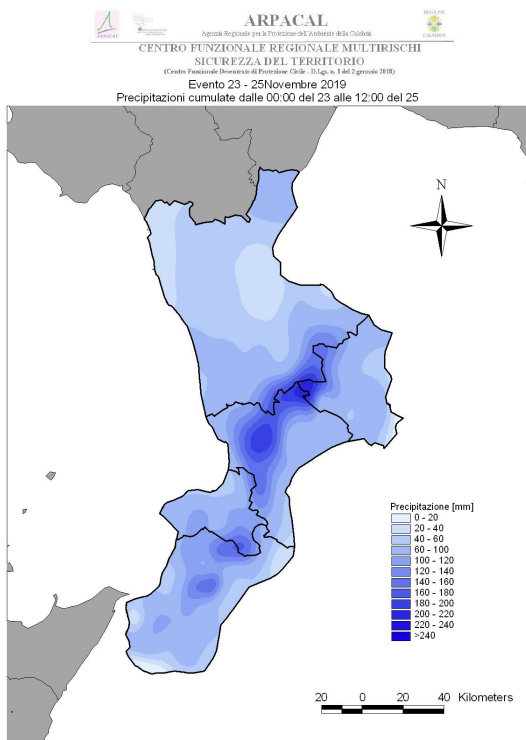 ARPACAL
Agenzia Regionale per la Protezione dell'Ambiente della Calabria
ARPACAL
REGIONE
CALABRIA
CENTRO FUNZIONALE REGIONALE MULTIRISCHI
SICUREZZA DEL TERRITORIO
(Centro Funzionale Decentrato di Protezione Civile - D.Lgs. n. 1 del 2 gennaio 2018)
Evento 23 - 25Novembre 2019
Precipitazioni cumulate dalle 00:00 del 23 alle 12:00 del 25
N
Precipitazione [mm]
0 - 20
20 - 40
40 - 60
60 - 100
100 - 120
120 - 140
140 - 160
160 - 180
180 - 200
200 - 220
220 - 240
>240
20 0 20 40 Kilometers